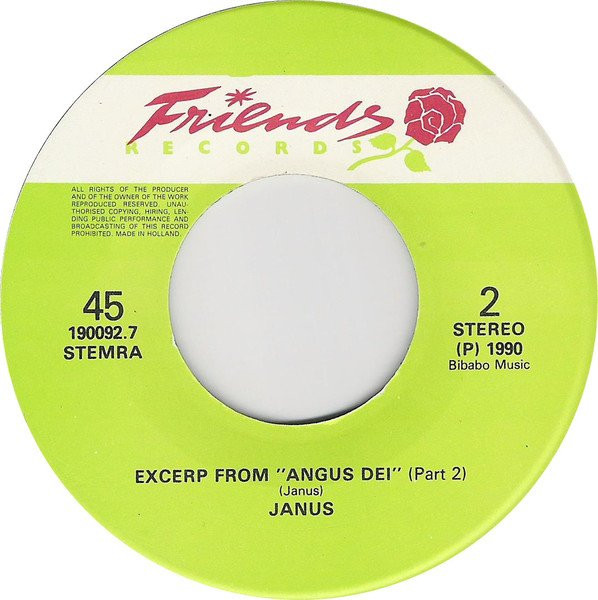 Friends
RECORDS
ALL RIGHTS OF THE PRODUCER
AND OF THE OWNER OF THE WORK
REPRODUCED RESERVED. UNAU-
THORISED COPYING, HIRING, LEN-
DING PUBLIC PERFORMANCE AND
BROADCASTING OF THIS RECORD
PROHIBITED. MADE IN HOLLAND.
45
190092.7
STEMRA
2
STEREO
(P) 1990
Bibabo Music
EXCERP FROM "ANGUS DEI" (Part 2)
(Janus)
JANUS